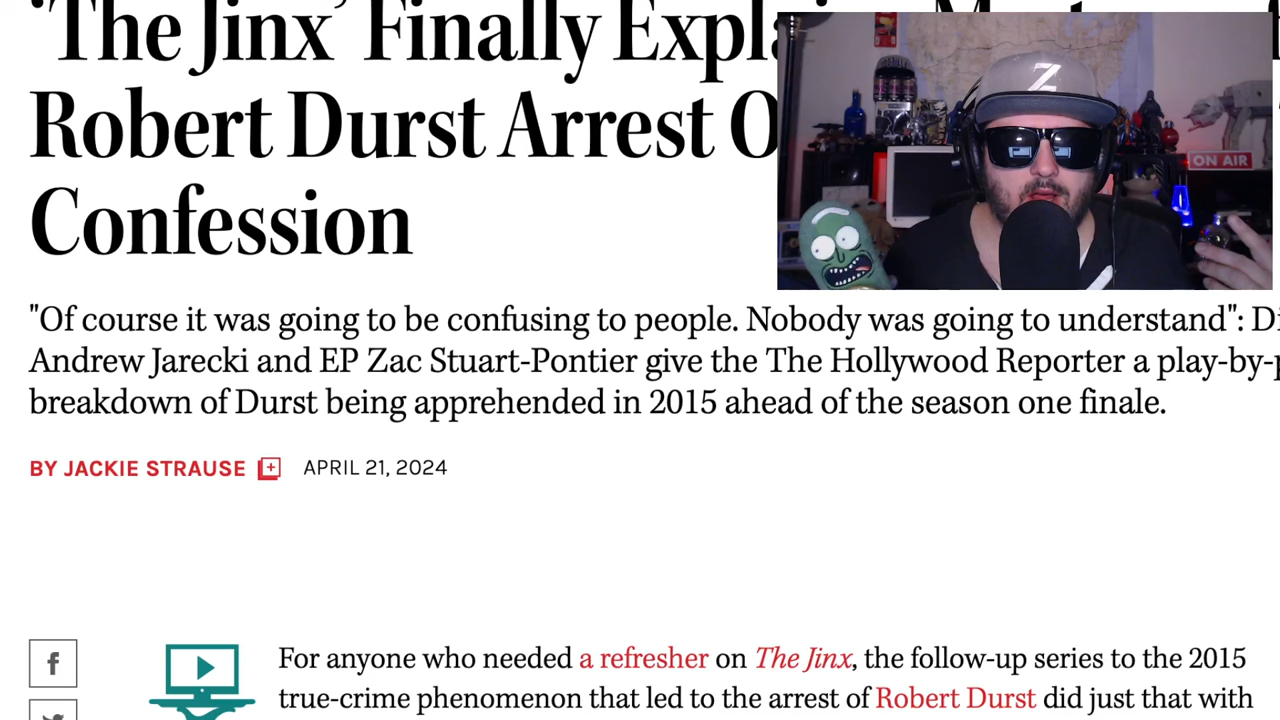 ‘The Jinx’ Finally
Robert Durst Arrest
Confession
"Of course it was going to be confusing to people. Nobody was going to understand":
Andrew Jarecki and EP Zac Stuart-Pontier give the The Hollywood Reporter a
breakdown of Durst being apprehended in 2015 ahead of the season one finale.
BY JACKIE STRAUSE APRIL 21, 2024
For anyone who needed a refresher on The Jinx, the follow-up series to the 2015
true-crime phenomenon that led to the arrest of Robert Durst did just that with
Z
ON AIR
f